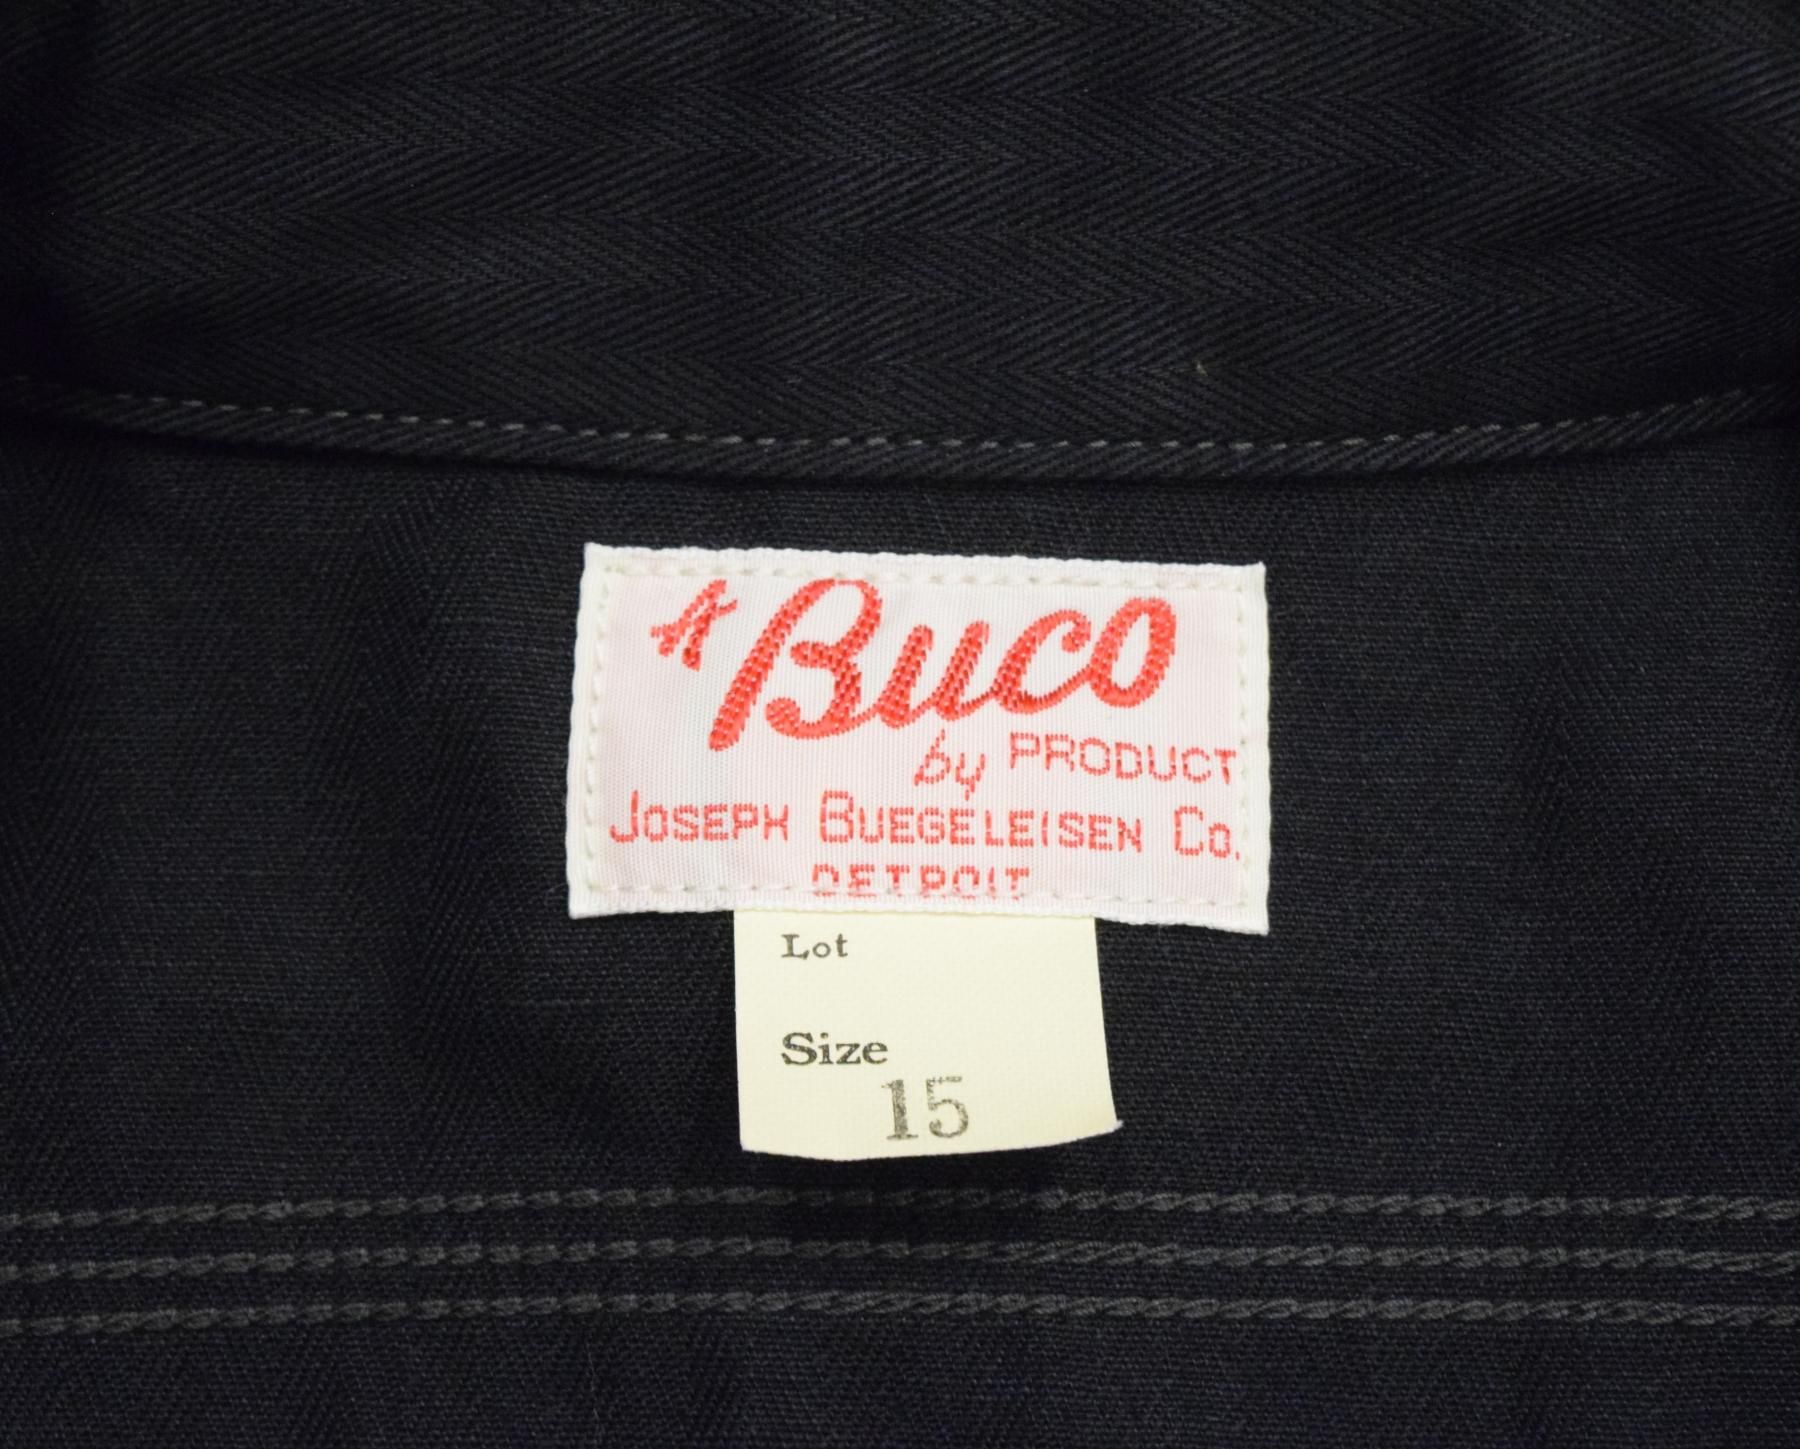 A Buco
by PRODUCT
JOSEPH BUEGELEISEN Co.
DETROIT
Lot
Size
15